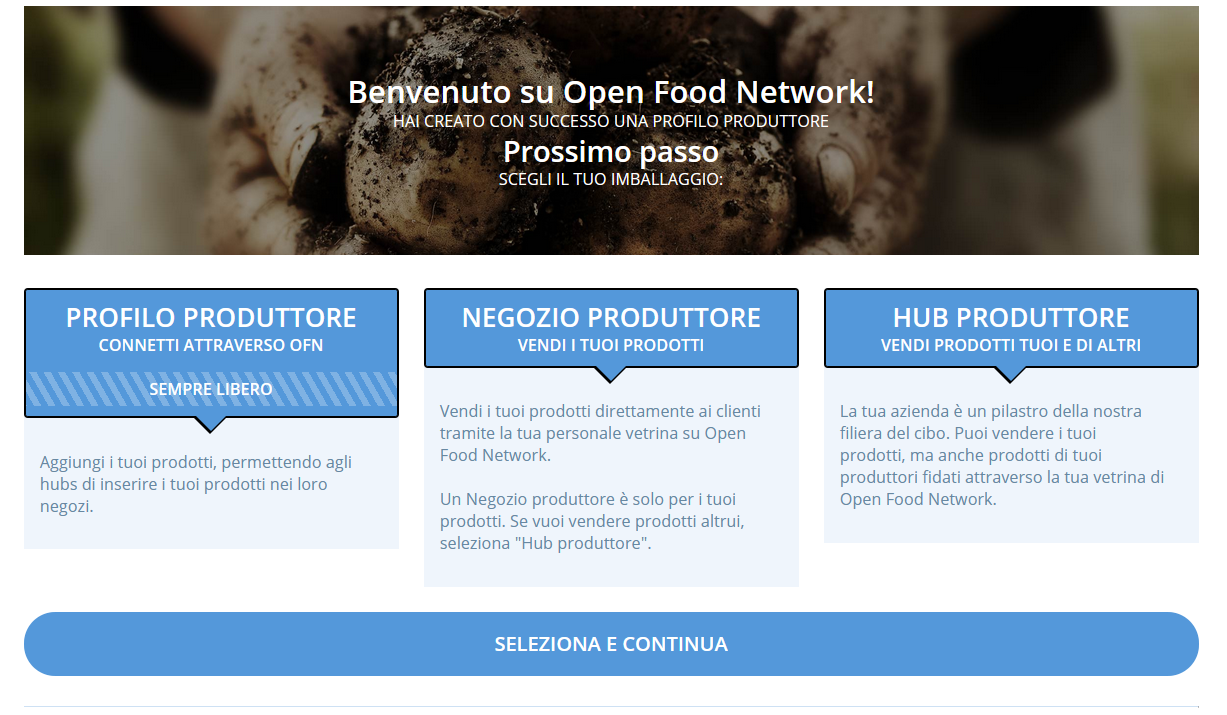 Benvenuto su Open Food Network!
HAI CREATO CON SUCCESSO UNA PROFILO PRODUTTORE
Prossimo passo
SCEGLI IL TUO IMBALLAGGIO:
PROFILO PRODUTTORE
CONNETTI ATTRAVERSO OFN
SEMPRE LIBERO
Aggiungi i tuoi prodotti, permettendo agli
hubs di inserire i tuoi prodotti nei loro
negozi.
NEGOZIO PRODUTTORE
VENDI I TUOI PRODOTTI
Vendi i tuoi prodotti direttamente ai clienti
tramite la tua personale vetrina su Open
Food Network.
Un Negozio produttore è solo per i tuoi
prodotti. Se vuoi vendere prodotti altrui,
seleziona "Hub produttore".
HUB PRODUTTORE
VENDI PRODOTTI TUOI E DI ALTRI
La tua azienda è un pilastro della nostra
filiera del cibo. Puoi vendere i tuoi
prodotti, ma anche prodotti di tuoi
produttori fidati attraverso la tua vetrina di
Open Food Network.
SELEZIONA E CONTINUA